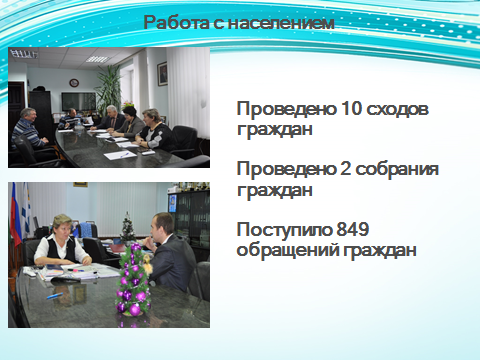 Работа с населением
Проведено 10 сходов
граждан
Проведено 2 собрания
граждан
Поступило 849
обращений граждан